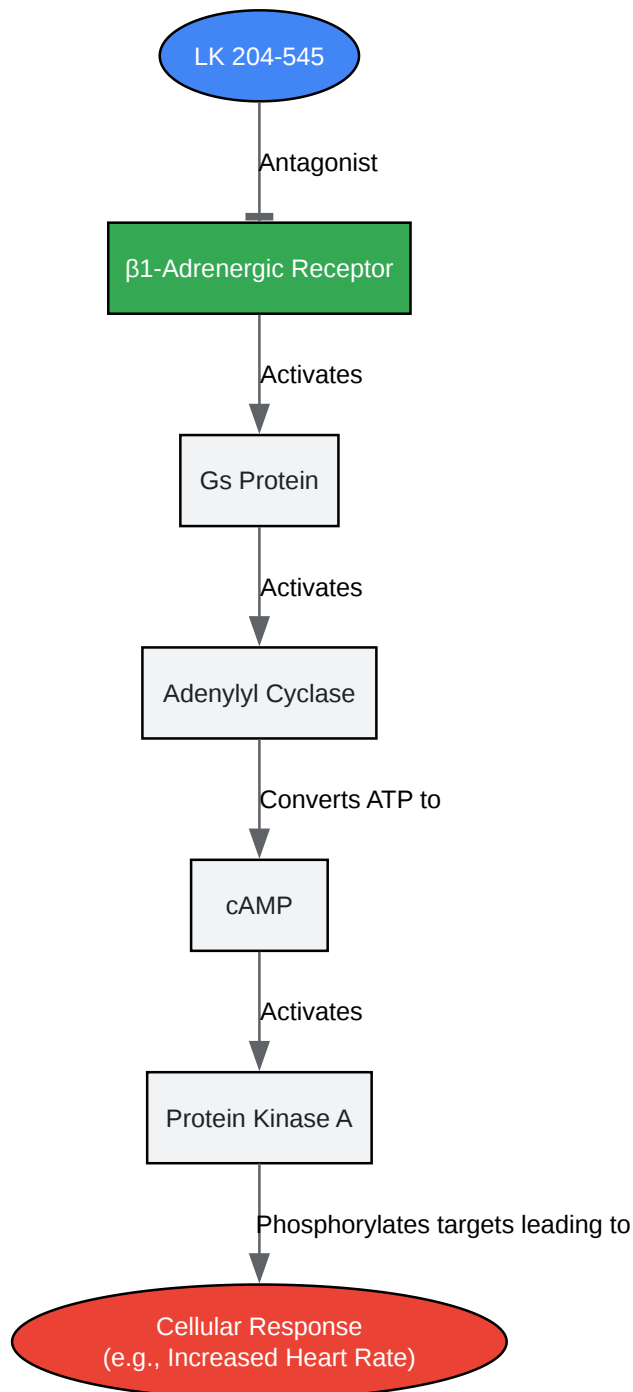 LK 204-545
Antagonist
β1-Adrenergic Receptor
Activates
Gs Protein
Activates
Adenylyl Cyclase
Converts ATP to
cAMP
Activates
Protein Kinase A
Phosphorylates targets leading to
Cellular Response
(e.g., Increased Heart Rate)